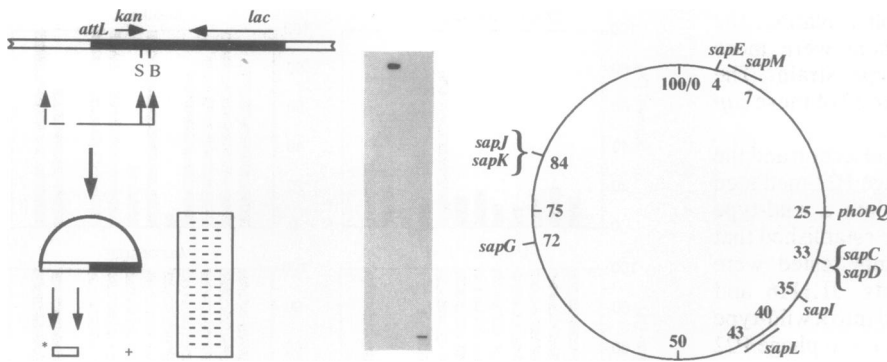 kan
lac
attL
S B
*
+
sapE
sapM
100/0
4
7
sapJ
sapK
84
75
25
phoPQ
sapG
72
33
sapC
sapD
35
sapI
40
43
50
sapL